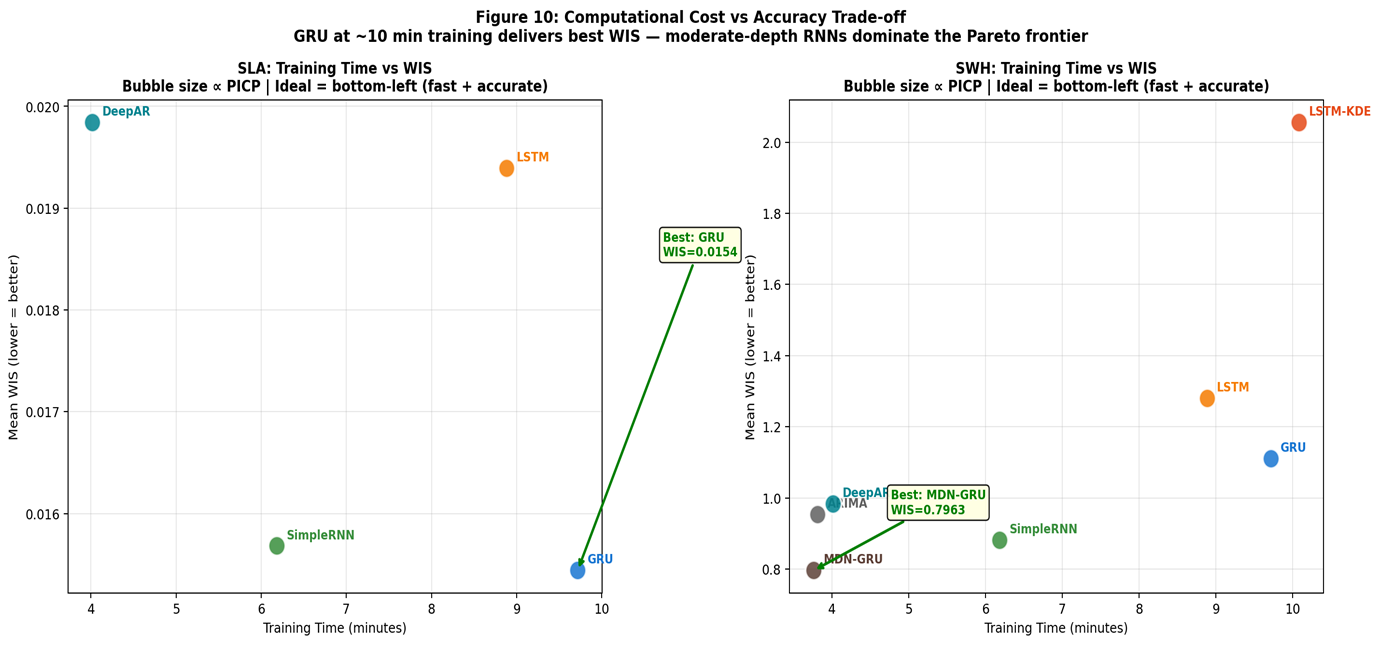 Figure 10: Computational Cost vs Accuracy Trade-off
GRU at ~10 min training delivers best WIS — moderate-depth RNNs dominate the Pareto frontier
SLA: Training Time vs WIS
Bubble size ∝ PICP | Ideal = bottom-left (fast + accurate)
Mean WIS (lower = better)
0.020
0.019
0.018
0.017
0.016
DeepAR
LSTM
Best: GRU
WIS=0.0154
SimpleRNN
GRU
4 5 6 7 8 9 10
Training Time (minutes)
SWH: Training Time vs WIS
Bubble size ∝ PICP | Ideal = bottom-left (fast + accurate)
Mean WIS (lower = better)
2.0
1.8
1.6
1.4
1.2
1.0
0.8
LSTM-KDE
LSTM
GRU
DeepAR
ARIMA
Best: MDN-GRU
WIS=0.7963
SimpleRNN
MDN-GRU
4 5 6 7 8 9 10
Training Time (minutes)